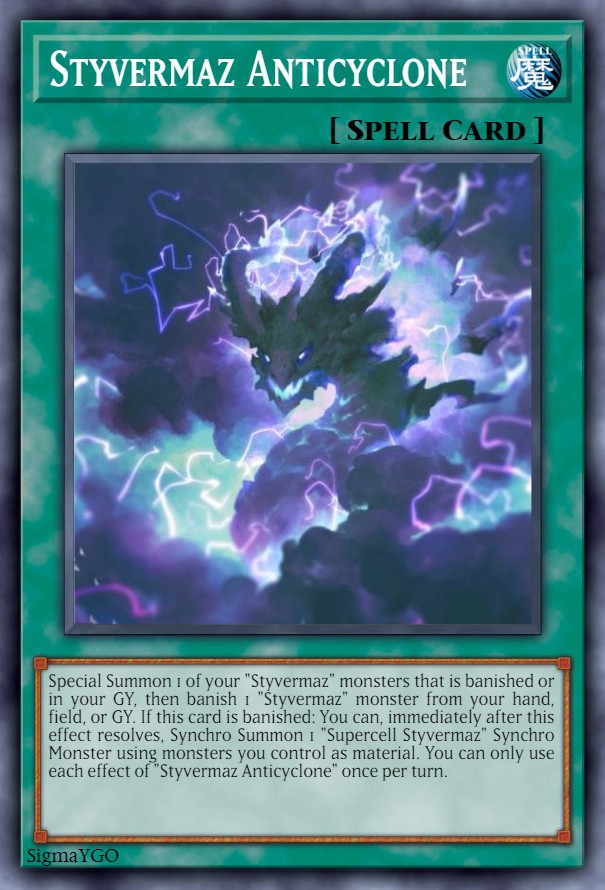 Styvermaz Anticyclone
SPELL
魔
[ Spell Card ]
Special Summon 1 of your "Styvermaz" monsters that is banished or
in your GY, then banish 1 "Styvermaz" monster from your hand,
field, or GY. If this card is banished: You can, immediately after this
effect resolves, Synchro Summon 1 "Supercell Styvermaz" Synchro
Monster using monsters you control as material. You can only use
each effect of "Styvermaz Anticyclone" once per turn.
SigmaYGO